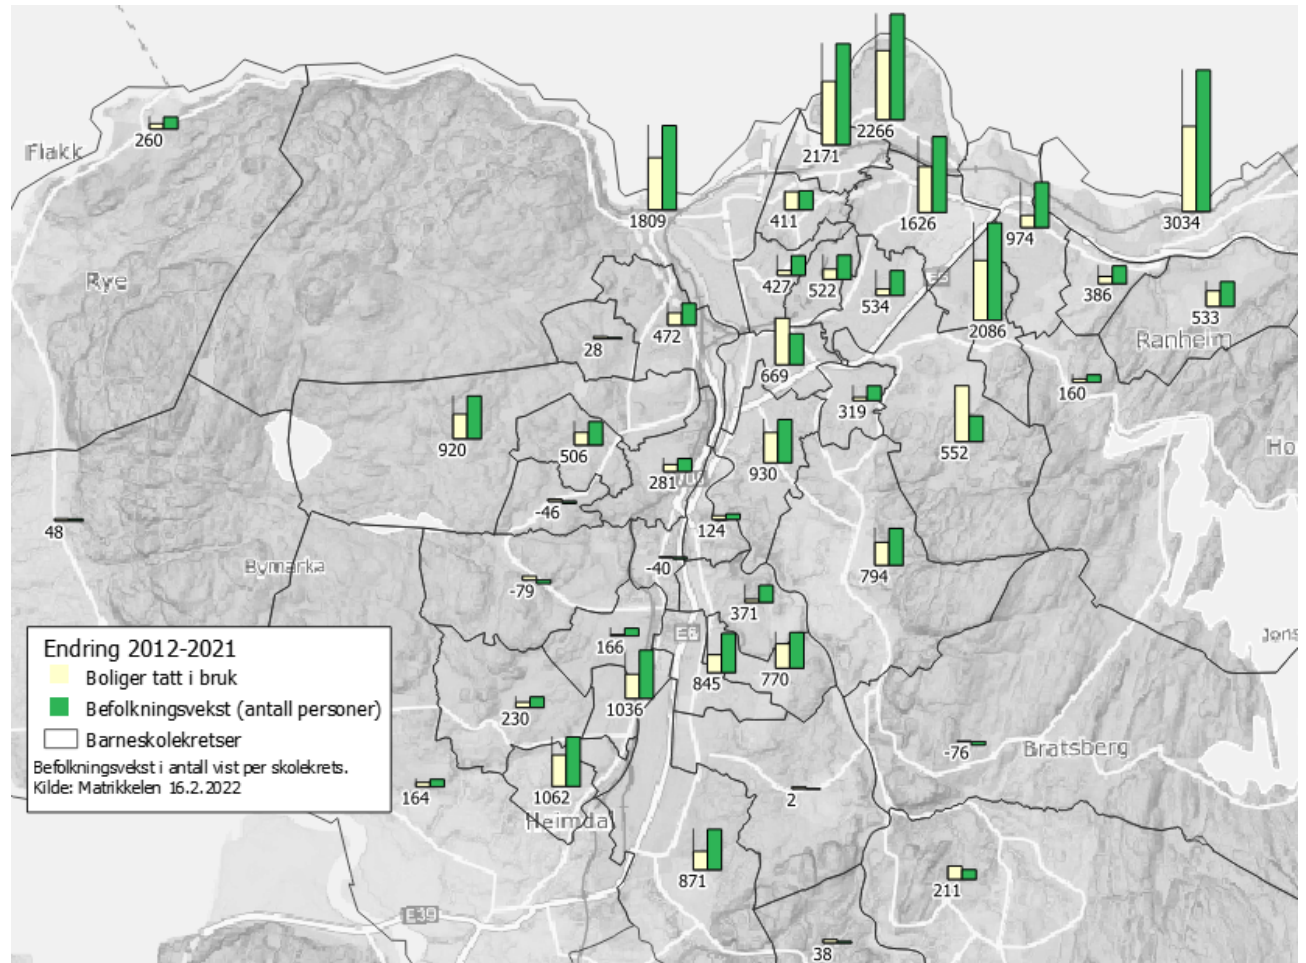 2266
2171
260
Flakk
1809
411
1626
974
3034
E6
427
522
534
386
533
Rye
472
2086
Ranheim
28
669
160
319
920
506
552
Ho
281
930
-46
124
48
-40
794
Bymarka
-79
371
Endring 2012-2021
Boliger tatt i bruk
Befolkningsvekst (antall personer)
Barneskolekretser
Befolkningsvekst i antall vist per skolekrets.
Kilde: Matrikkelen 16.2.2022
166
E6
Jons
845
770
1036
230
-76
Bratsberg
164
1062
2
Heimda
871
211
E39
38